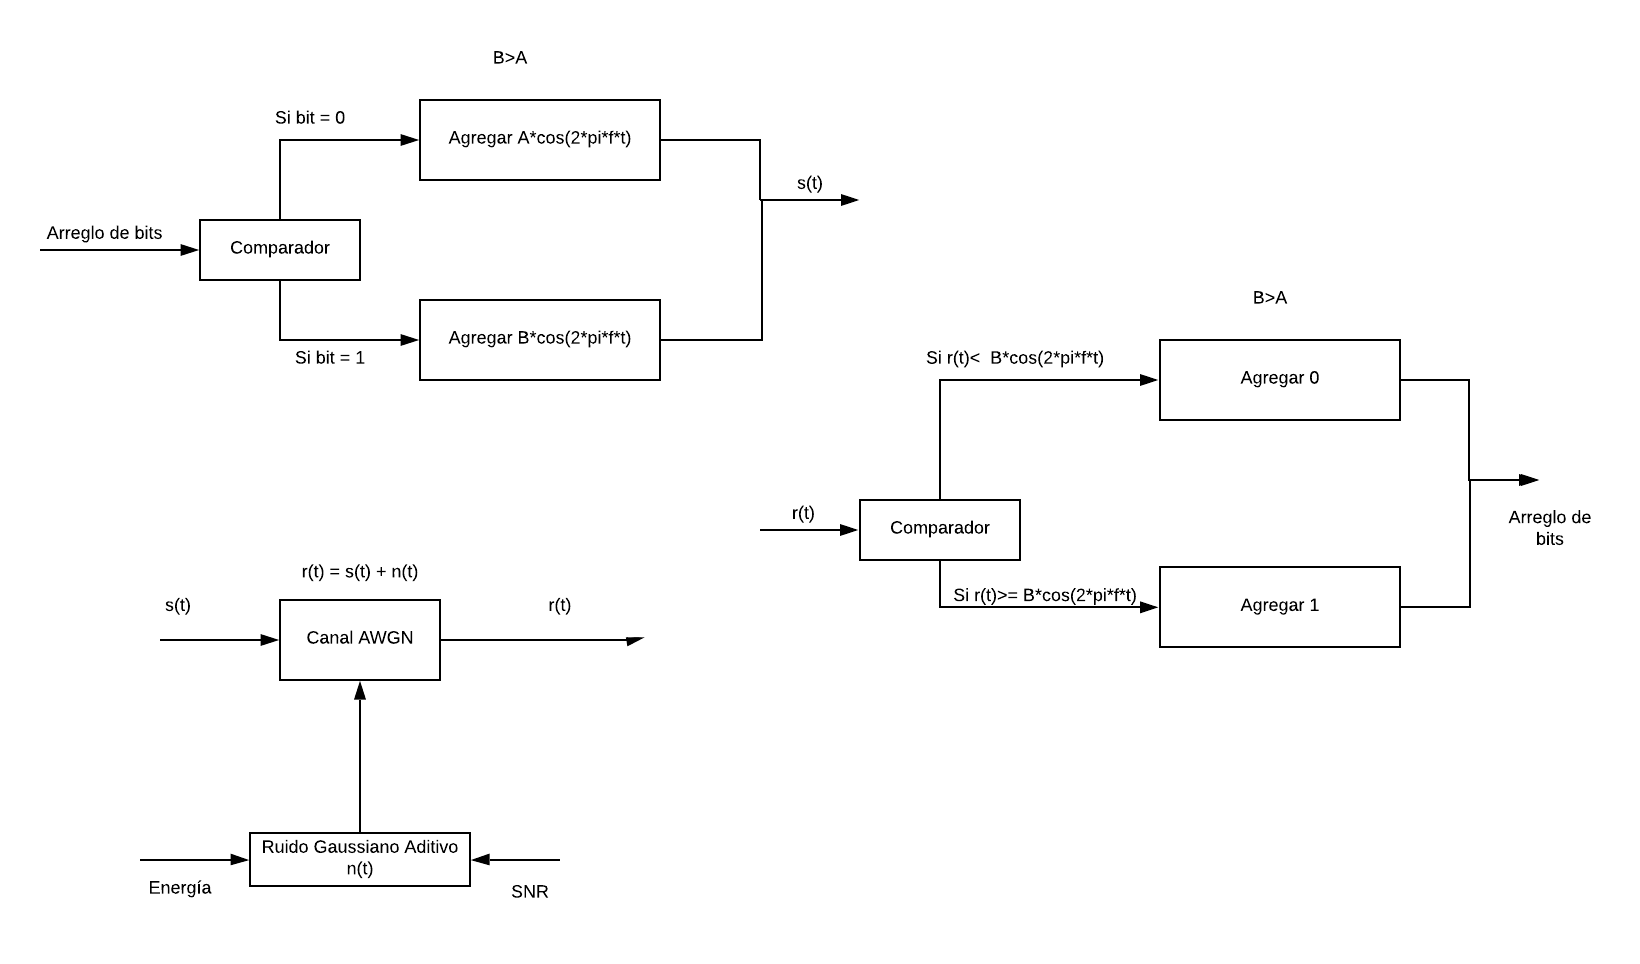 B>A
Si bit = 0
Agregar A*cos(2*pi*f*t)
s(t)
Arreglo de bits
Comparador
Agregar B*cos(2*pi*f*t)
Si bit = 1
B>A
Si r(t)<  B*cos(2*pi*f*t)
Agregar 0
r(t)
Comparador
Arreglo de
bits
Si r(t)>= B*cos(2*pi*f*t)
Agregar 1
r(t) = s(t) + n(t)
s(t)
r(t)
Canal AWGN
Ruido Gaussiano Aditivo
n(t)
Energía
SNR